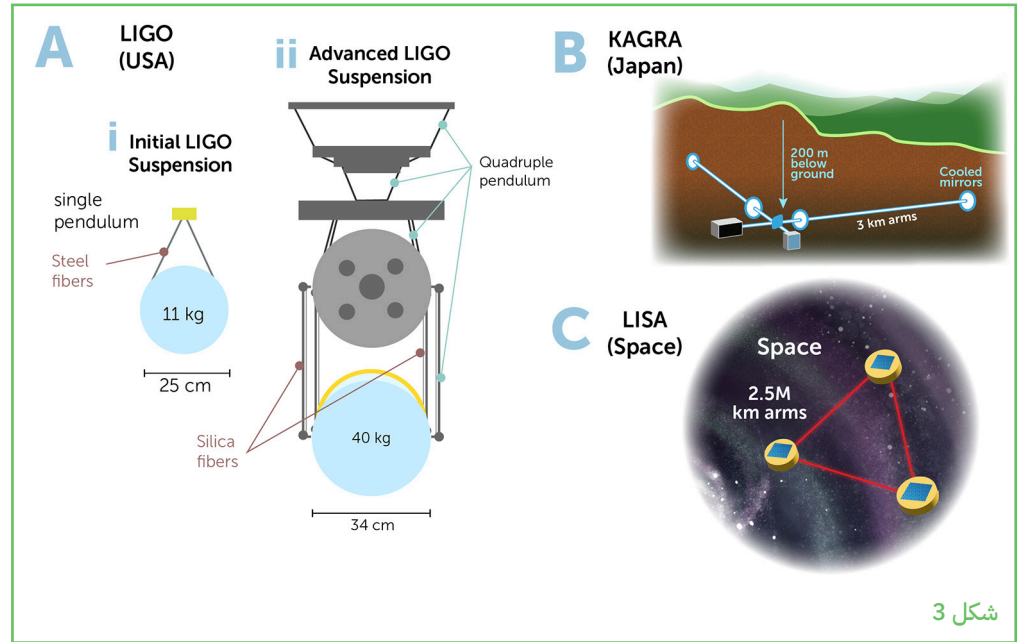 A
LIGO
(USA)
i
Initial LIGO
Suspension
single
pendulum
Steel
fibers
11 kg
25 cm
ii
Advanced LIGO
Suspension
Quadruple
pendulum
Silica
fibers
40 kg
34 cm
B
KAGRA
(Japan)
200 m
below
ground
Cooled
mirrors
3 km arms
C
LISA
(Space)
Space
2.5M
km arms
شكل 3